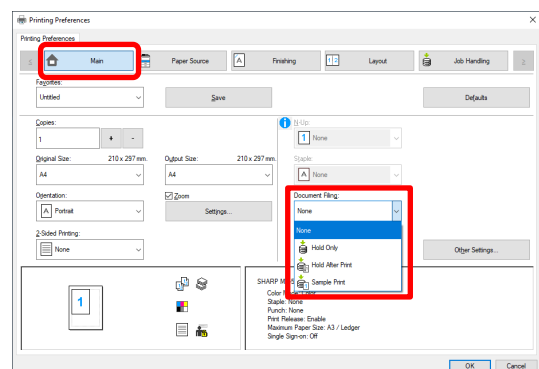 Printing Preferences
Printing Preferences
Main
Paper Source
Finishing
Layout
Job Handling
Favorites:
Untitled
Save
Defaults
Copies:
1
+
-
N-Up:
1 None
Original Size: 210 x 297 mm.
Output Size: 210 x 297 mm.
Staple:
A4
A4
A None
Orientation:
Zoom
Document Filing:
A Portrait
Settings...
None
None
2-Sided Printing:
Hold Only
None
Other Settings...
Hold After Print
Sample Print
1
SHARP
Staple: None
Punch: None
Print Release: Enable
Maximum Paper Size: A3 / Ledger
Single Sign-on: Off
OK
Cancel